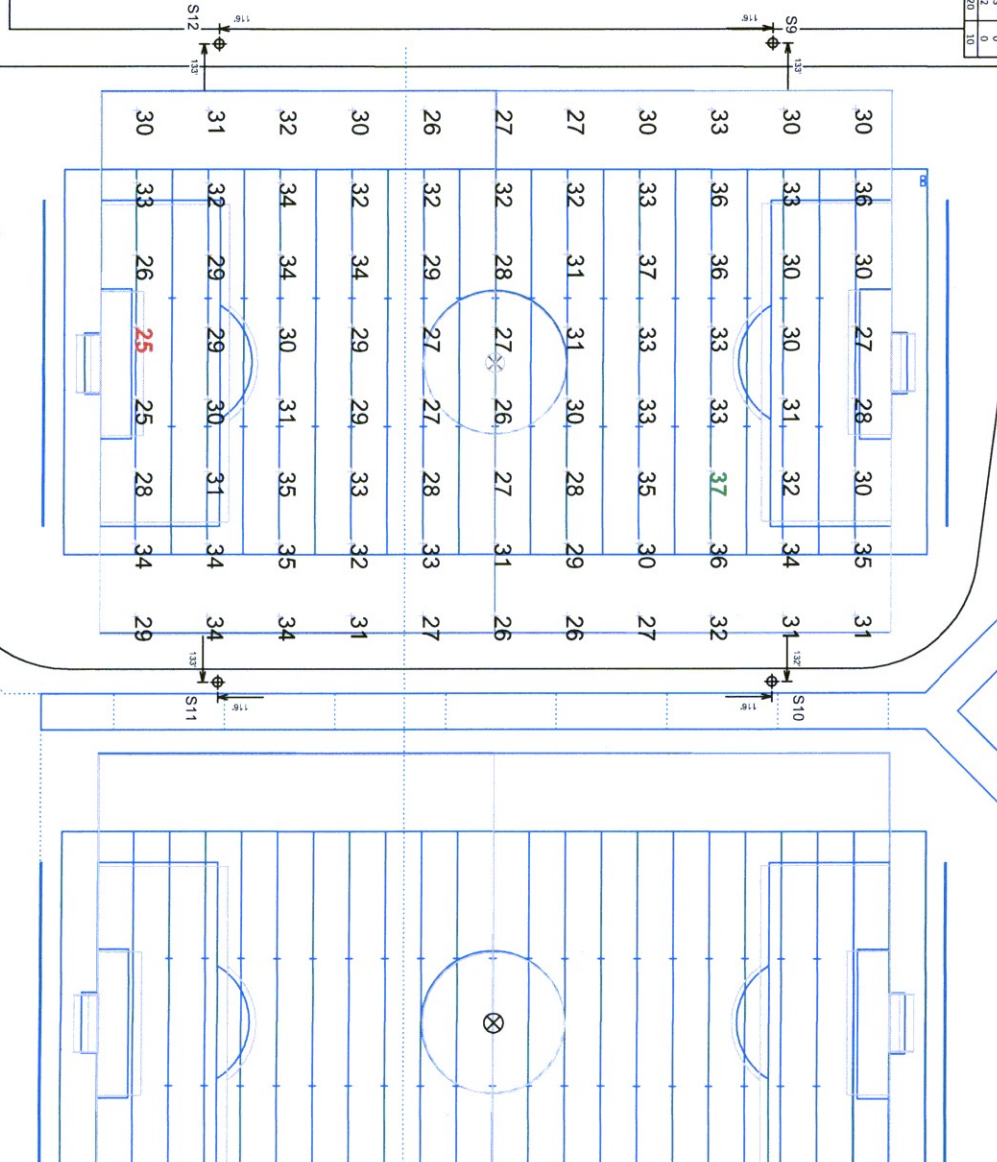 2 0
20 10
S9 133' 132' S10
30 36 30 27 28 30 35 31
30 33 30 30 31 32 34 31
116' 116'
33 36 36 33 33 37 36 32
30 33 37 33 33 35 30 27
27 32 31 31 30 28 29 26
27 32 28 27 26 27 31 26
26 32 29 27 27 28 33 27
30 32 34 29 29 33 32 31
32 34 34 30 31 35 35 34
116' 116'
31 32 29 29 30 31 34 34
S12 133' 133' S11
30 33 26 25 25 28 34 29